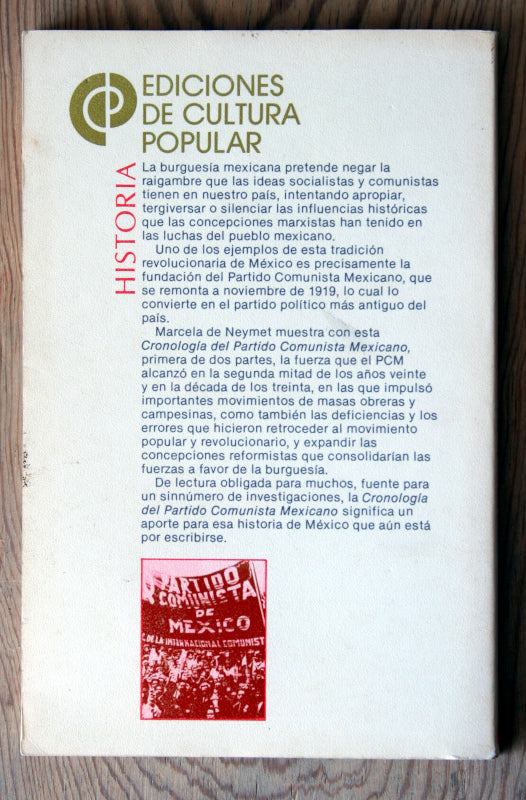 EDICIONES
DE CULTURA
POPULAR
HISTORIA
La burguesía mexicana pretende negar la
raigambre que las ideas socialistas y comunistas
tienen en nuestro país, intentando apropiar,
tergiversar o silenciar las influencias históricas
que las concepciones marxistas han tenido en
las luchas del pueblo mexicano.
Uno de los ejemplos de esta tradición
revolucionaria de México es precisamente la
fundación del Partido Comunista Mexicano, que
se remonta a noviembre de 1919, lo cual lo
convierte en el partido político más antiguo del
país.
Marcela de Neymet muestra con esta
Cronología del Partido Comunista Mexicano,
primera de dos partes, la fuerza que el PCM
alcanzó en la segunda mitad de los años veinte
y en la década de los treinta, en las que impulsó
importantes movimientos de masas obreras y
campesinas, como también las deficiencias y los
errores que hicieron retroceder al movimiento
popular y revolucionario, y expandir las
concepciones reformistas que consolidarían las
fuerzas a favor de la burguesía.
De lectura obligada para muchos, fuente para
un sinnúmero de investigaciones, la Cronología
del Partido Comunista Mexicano significa un
aporte para esa historia de México que aún está
por escribirse.
PARTIDO
COMUNISTA
DE
MEXICO
C. DE LA INTERNACIONAL COMUNIST